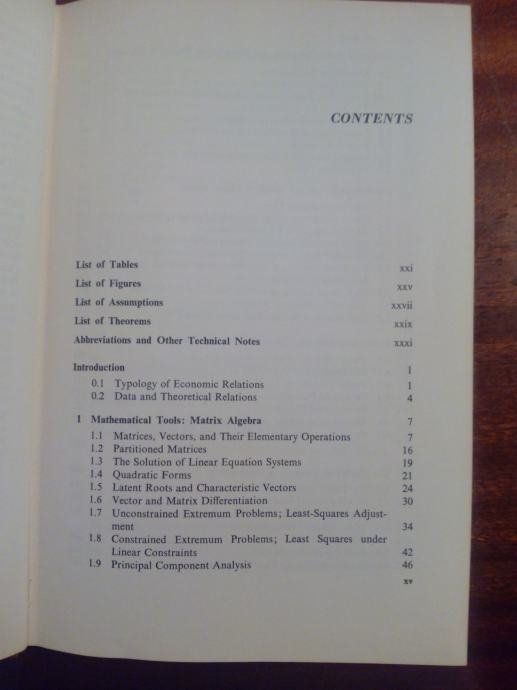 CONTENTS
List of Tables xxi
List of Figures xxv
List of Assumptions xxvii
List of Theorems xxix
Abbreviations and Other Technical Notes xxxi
Introduction 1
0.1 Typology of Economic Relations 1
0.2 Data and Theoretical Relations 4
1 Mathematical Tools: Matrix Algebra 7
1.1 Matrices, Vectors, and Their Elementary Operations 7
1.2 Partitioned Matrices 16
1.3 The Solution of Linear Equation Systems 19
1.4 Quadratic Forms 21
1.5 Latent Roots and Characteristic Vectors 24
1.6 Vector and Matrix Differentiation 30
1.7 Unconstrained Extremum Problems; Least-Squares Adjust-
ment 34
1.8 Constrained Extremum Problems; Least Squares under
Linear Constraints 42
1.9 Principal Component Analysis 46
xv